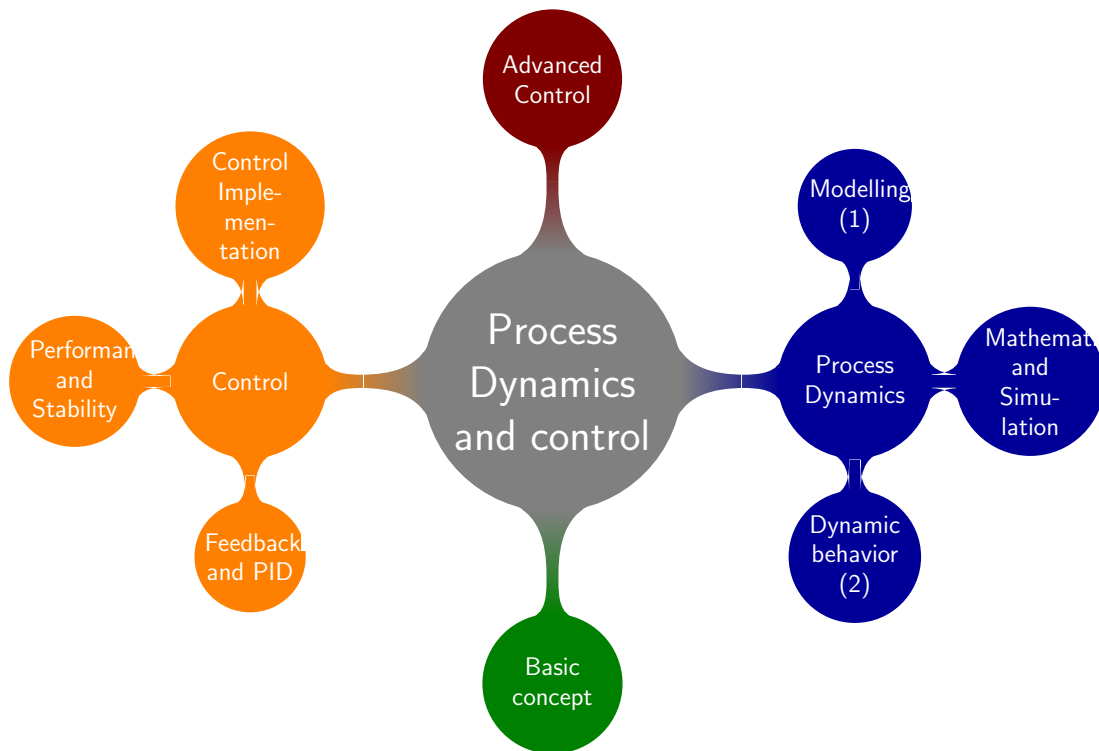 Advanced
Control
Control
Imple-
men-
tation
Modelling
(1)
Performan
and
Stability
Control
Process
Dynamics
and control
Process
Dynamics
Mathemati
and
Simu-
lation
Feedback
and PID
Dynamic
behavior
(2)
Basic
concept